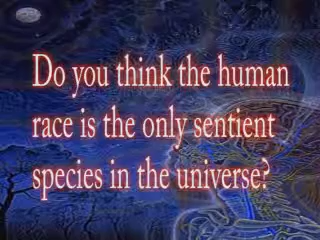 Do you think the human
race is the only sentient
species in the universe?